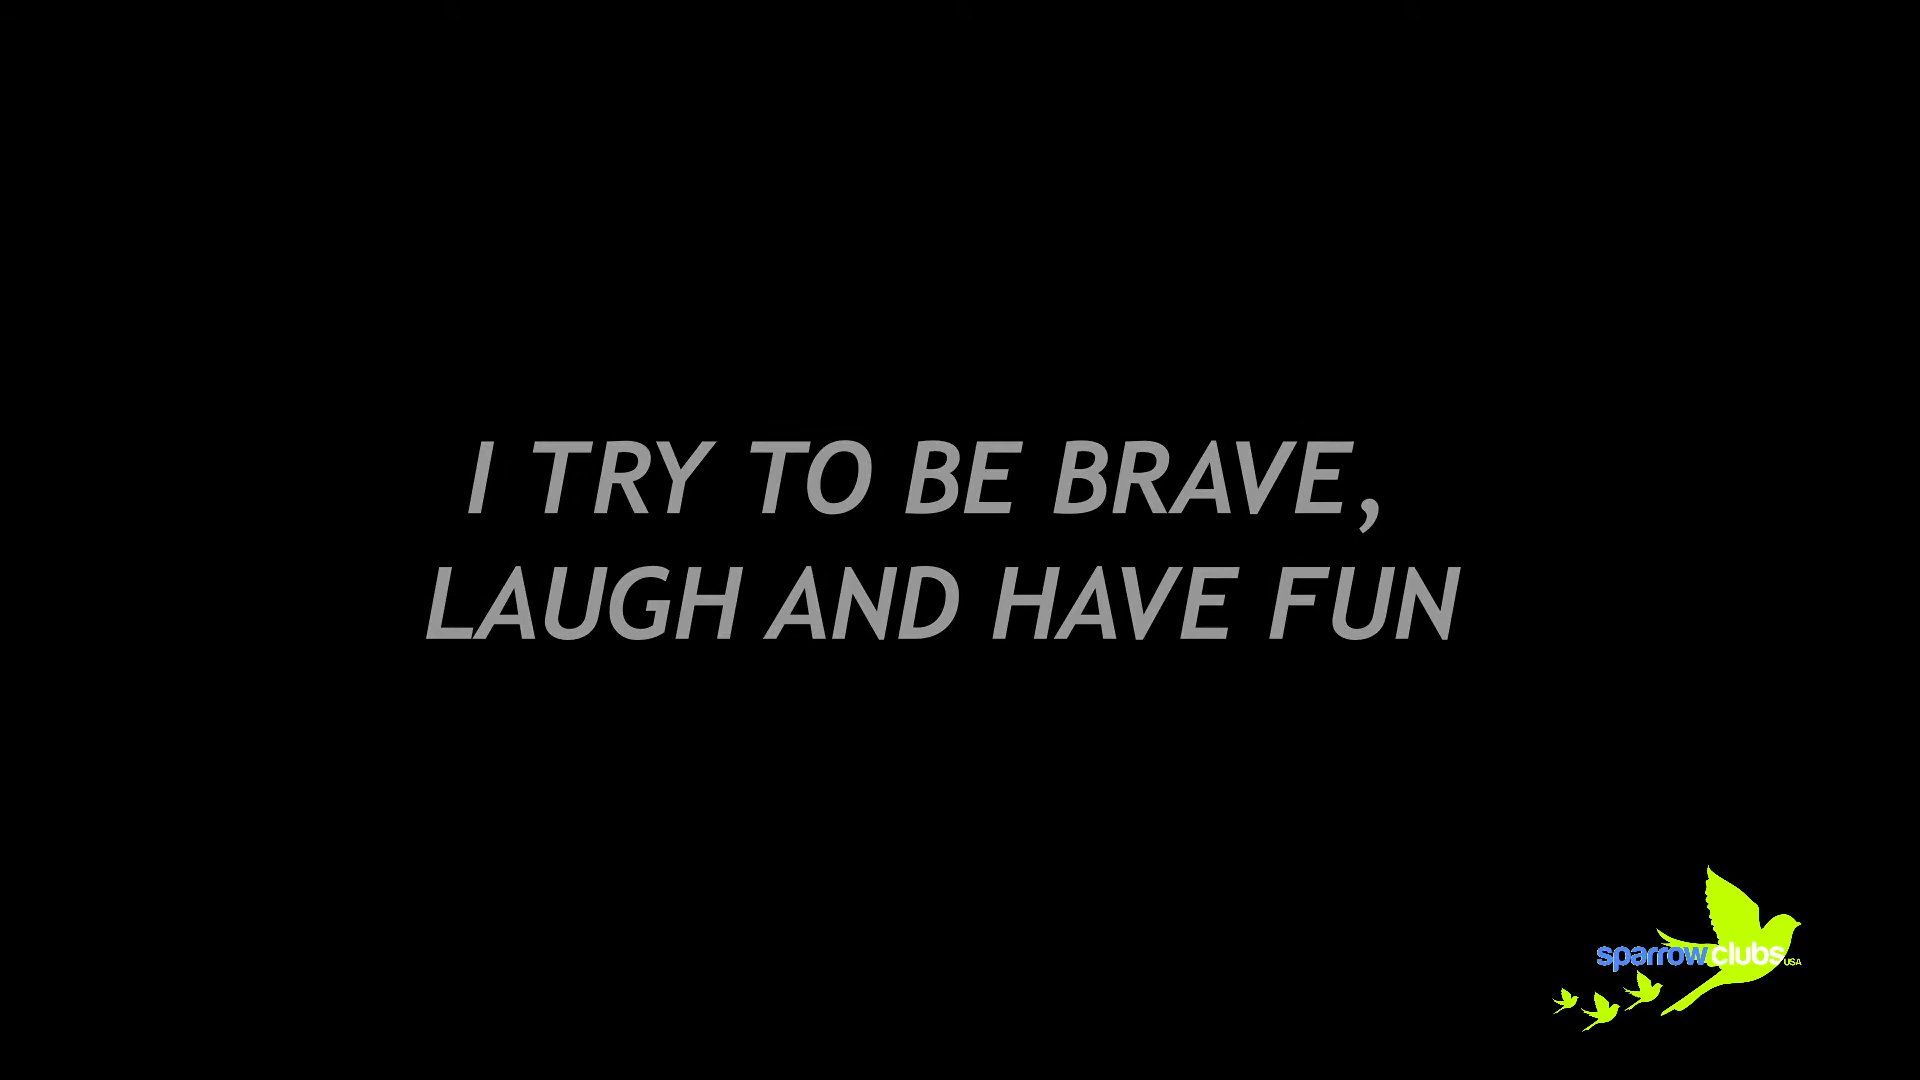 I TRY TO BE BRAVE,
LAUGH AND HAVE FUN
sparrowclubs USA